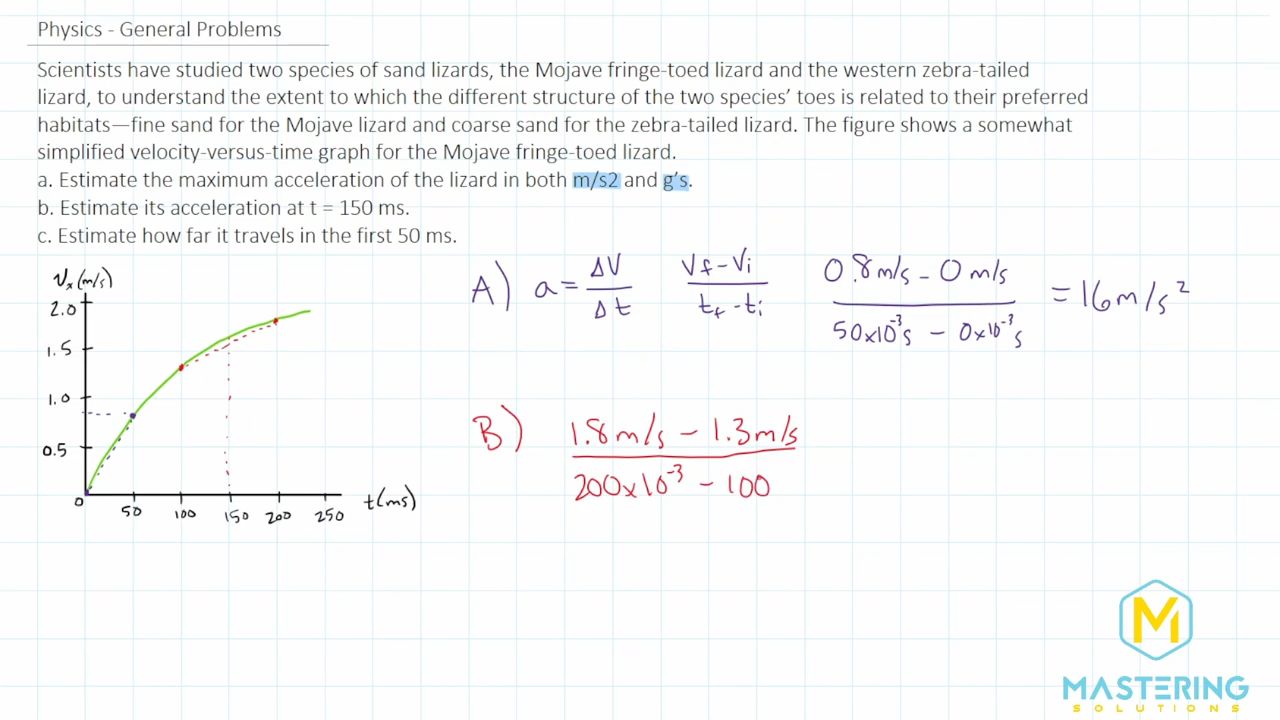 Physics - General Problems
Scientists have studied two species of sand lizards, the Mojave fringe-toed lizard and the western zebra-tailed
lizard, to understand the extent to which the different structure of the two species’ toes is related to their preferred
habitats—fine sand for the Mojave lizard and coarse sand for the zebra-tailed lizard. The figure shows a somewhat
simplified velocity-versus-time graph for the Mojave fringe-toed lizard.
a. Estimate the maximum acceleration of the lizard in both m/s2 and g’s.
b. Estimate its acceleration at t = 150 ms.
c. Estimate how far it travels in the first 50 ms.
Vx (m/s)
2.0
1.5
1.0
0.5
0
50 100 150 200 250
t (ms)
A) a = ΔV/Δt Vf - Vi / tf - ti 0.8 m/s - 0 m/s / 50x10⁻³s - 0x10⁻³s = 16 m/s²
B) 1.8 m/s - 1.3 m/s
200x10⁻³ - 100
M
MASTERING
SOLUTIONS